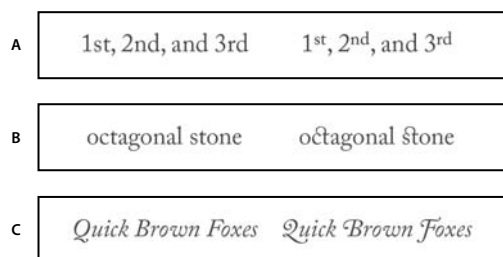 A 1st, 2nd, and 3rd 1st, 2nd, and 3rd
B octagonal stone octagonal stone
C Quick Brown Foxes Quick Brown Foxes